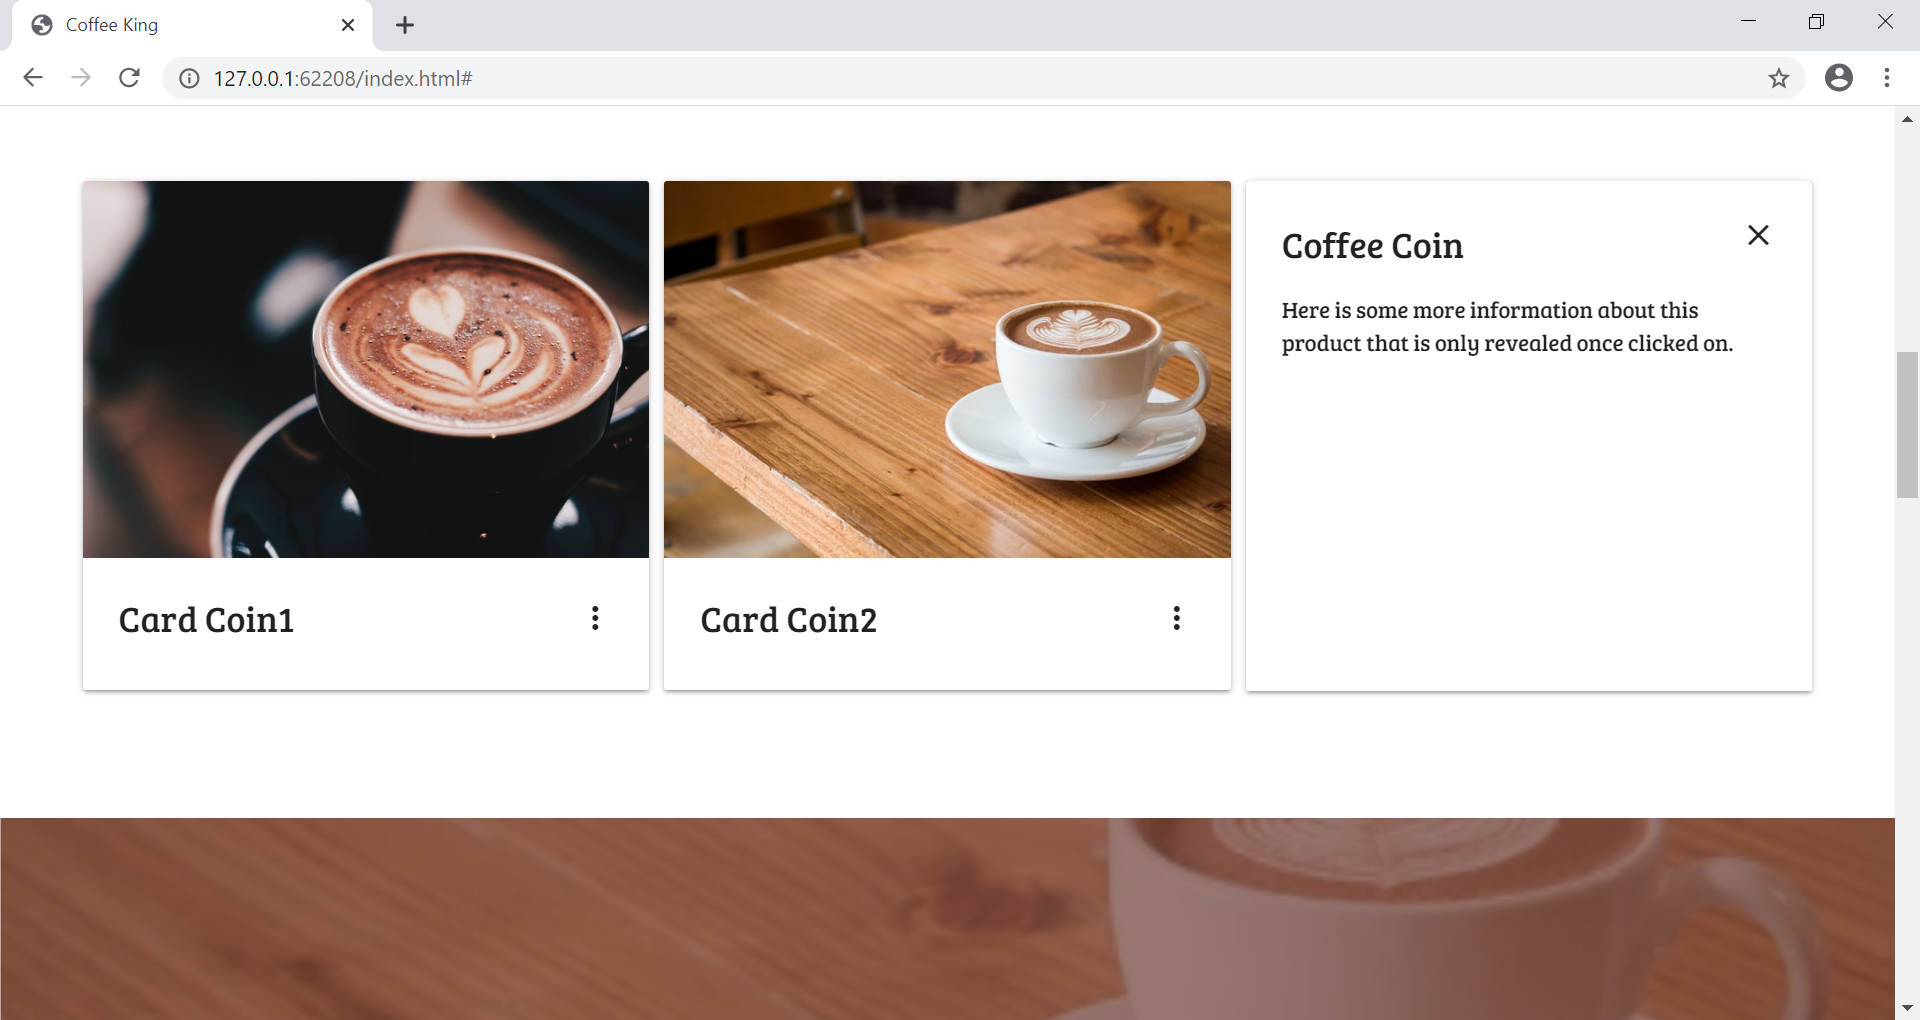 Coffee King
127.0.0.1:62208/index.html#
Card Coin1
Card Coin2
Coffee Coin
Here is some more information about this
product that is only revealed once clicked on.